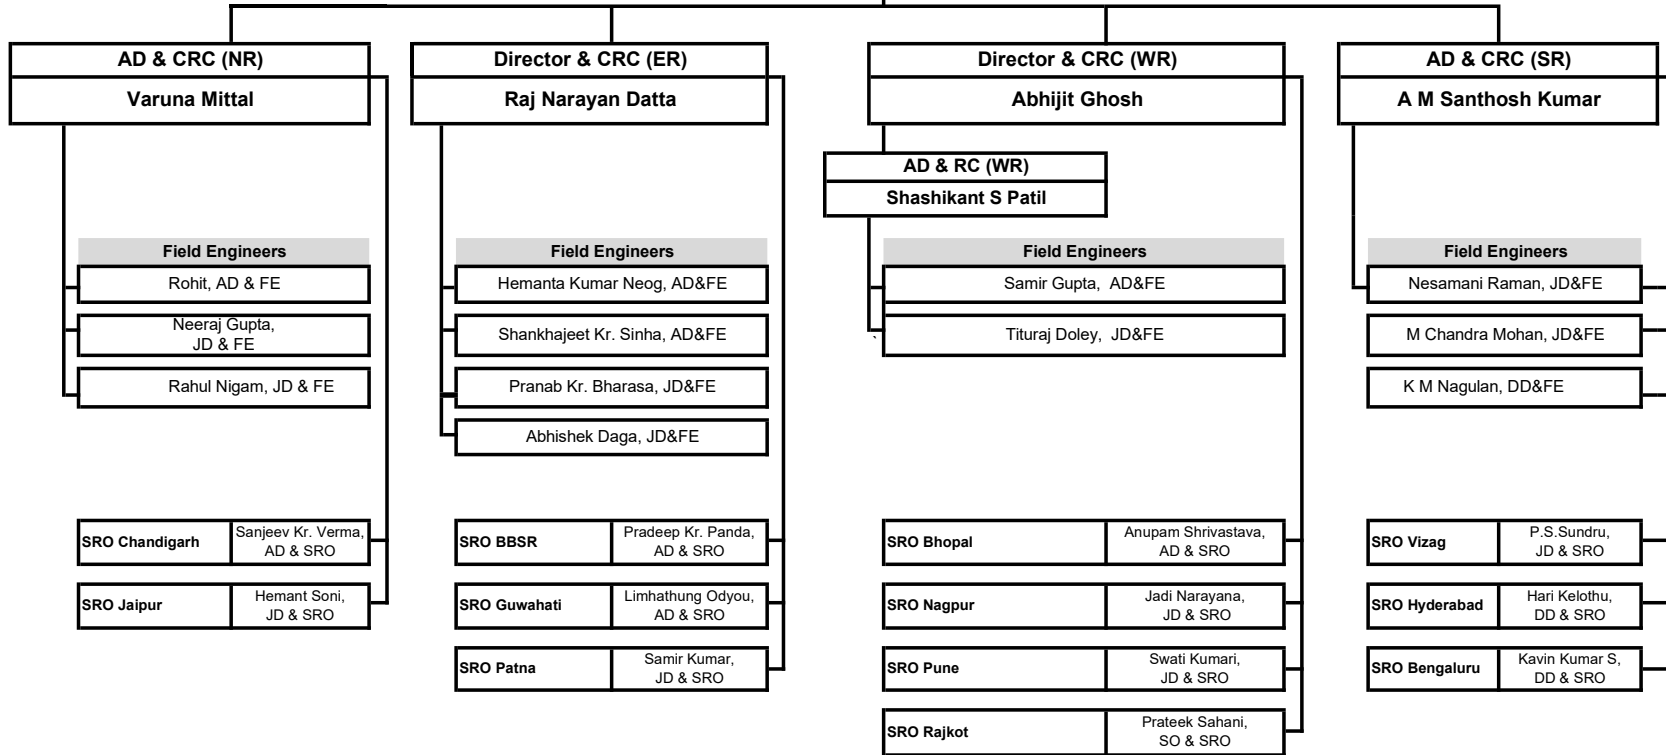 AD & CRC (NR)
Varuna Mittal
Field Engineers
Rohit, AD & FE
Neeraj Gupta,
JD & FE
Rahul Nigam, JD & FE
SRO Chandigarh
Sanjeev Kr. Verma,
AD & SRO
SRO Jaipur
Hemant Soni,
JD & SRO
Director & CRC (ER)
Raj Narayan Datta
Field Engineers
Hemanta Kumar Neog, AD&FE
Shankhajeet Kr. Sinha, AD&FE
Pranab Kr. Bharasa, JD&FE
Abhishek Daga, JD&FE
SRO BBSR
Pradeep Kr. Panda,
AD & SRO
SRO Guwahati
Limhathung Odyou,
AD & SRO
SRO Patna
Samir Kumar,
JD & SRO
Director & CRC (WR)
Abhijit Ghosh
AD & RC (WR)
Shashikant S Patil
Field Engineers
Samir Gupta, AD&FE
` Tituraj Doley, JD&FE
SRO Bhopal
Anupam Shrivastava,
AD & SRO
SRO Nagpur
Jadi Narayana,
JD & SRO
SRO Pune
Swati Kumari,
JD & SRO
SRO Rajkot
Prateek Sahani,
SO & SRO
AD & CRC (SR)
A M Santhosh Kumar
Field Engineers
Nesamani Raman, JD&FE
M Chandra Mohan, JD&FE
K M Nagulan, DD&FE
SRO Vizag
P.S.Sundru,
JD & SRO
SRO Hyderabad
Hari Kelothu,
DD & SRO
SRO Bengaluru
Kavin Kumar S,
DD & SRO